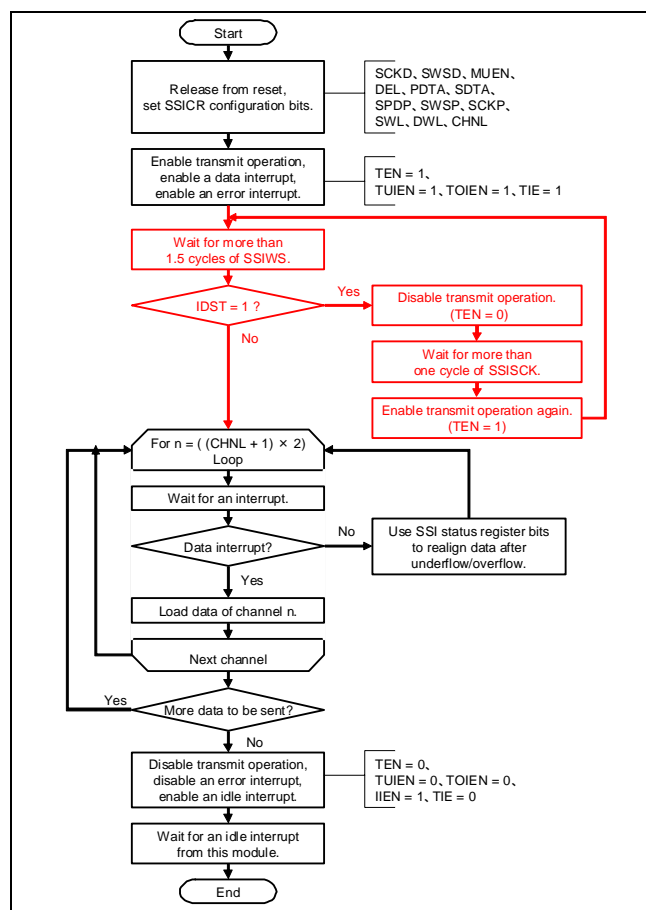 Start
Release from reset,
set SSICR configuration bits.
SCKD, SWSD, MUEN,
DEL, PDTA, SDTA,
SPDP, SWSP, SCKP,
SWL, DWL, CHNL
Enable transmit operation,
enable a data interrupt,
enable an error interrupt.
TEN = 1、
TUIEN = 1、TOIEN = 1、TIE = 1
Wait for more than
1.5 cycles of SSIWS.
IDST = 1 ?
Yes
No
Disable transmit operation.
(TEN = 0)
Wait for more than
one cycle of SSISCK.
Enable transmit operation again.
(TEN = 1)
For n = ( (CHNL + 1) × 2)
Loop
Wait for an interrupt.
Data interrupt?
No
Yes
Use SSI status register bits
to realign data after
underflow/overflow.
Load data of channel n.
Next channel
Yes
More data to be sent?
No
Disable transmit operation,
disable an error interrupt,
enable an idle interrupt.
TEN = 0、
TUIEN = 0、TOIEN = 0、
IIEN = 1、TIE = 0
Wait for an idle interrupt
from this module.
End